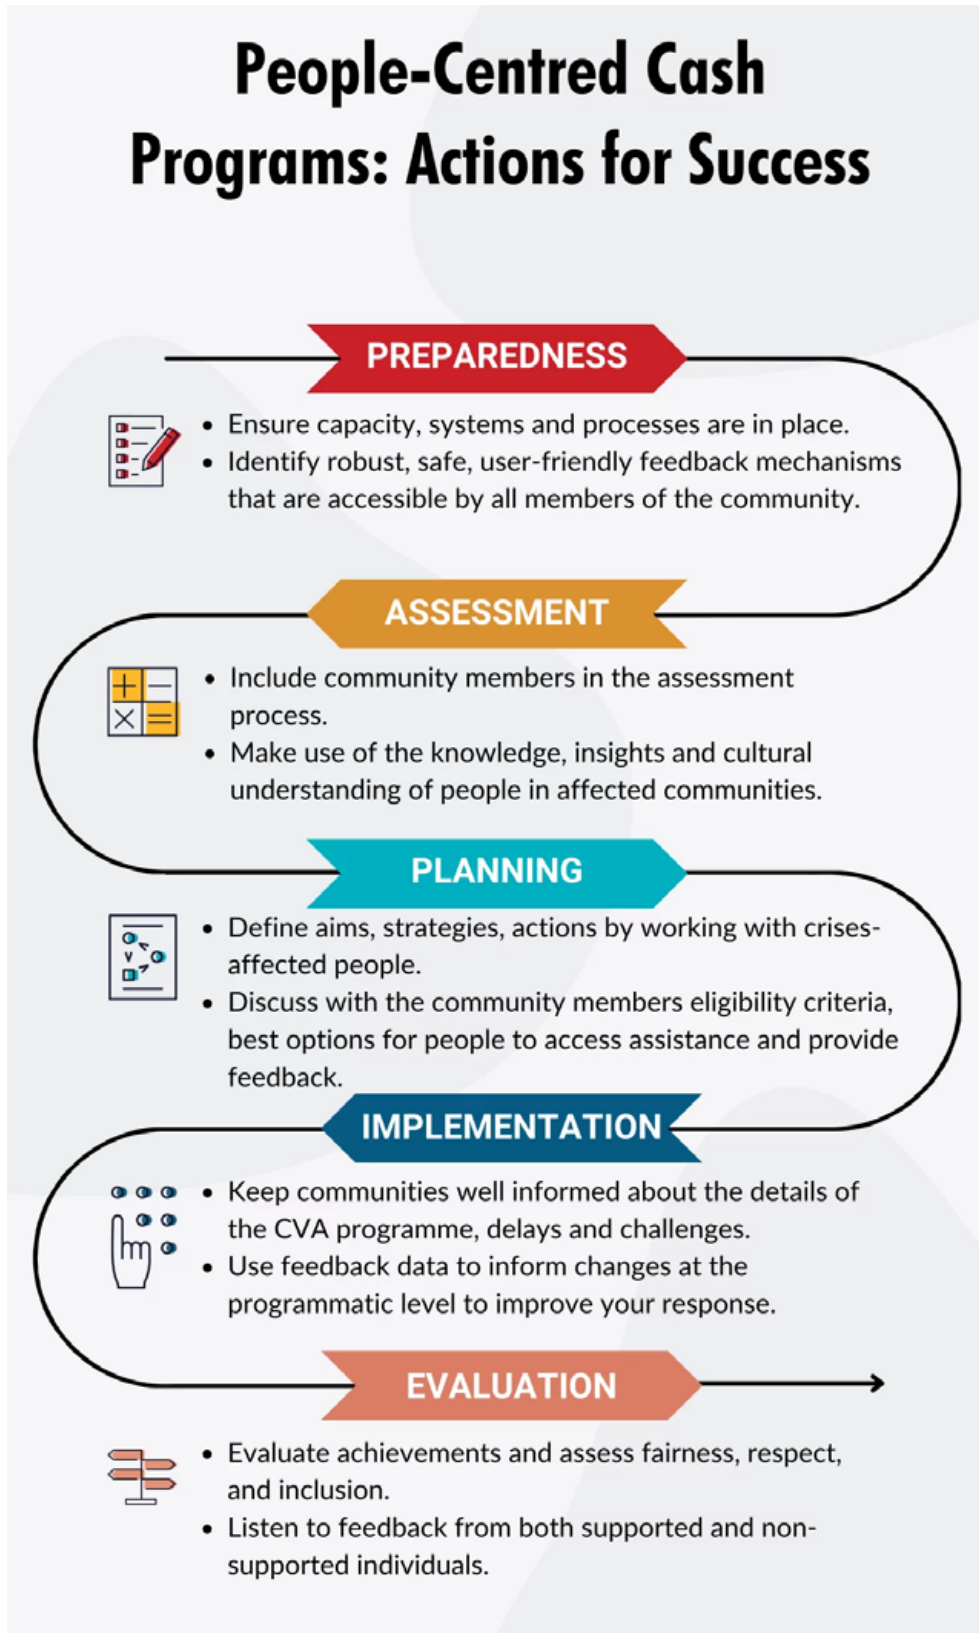 People-Centred Cash
Programs: Actions for Success
PREPAREDNESS
• Ensure capacity, systems and processes are in place.
• Identify robust, safe, user-friendly feedback mechanisms
that are accessible by all members of the community.
ASSESSMENT
• Include community members in the assessment
process.
• Make use of the knowledge, insights and cultural
understanding of people in affected communities.
PLANNING
• Define aims, strategies, actions by working with crises-
affected people.
• Discuss with the community members eligibility criteria,
best options for people to access assistance and provide
feedback.
IMPLEMENTATION
• Keep communities well informed about the details of
the CVA programme, delays and challenges.
• Use feedback data to inform changes at the
programmatic level to improve your response.
EVALUATION
• Evaluate achievements and assess fairness, respect,
and inclusion.
• Listen to feedback from both supported and non-
supported individuals.